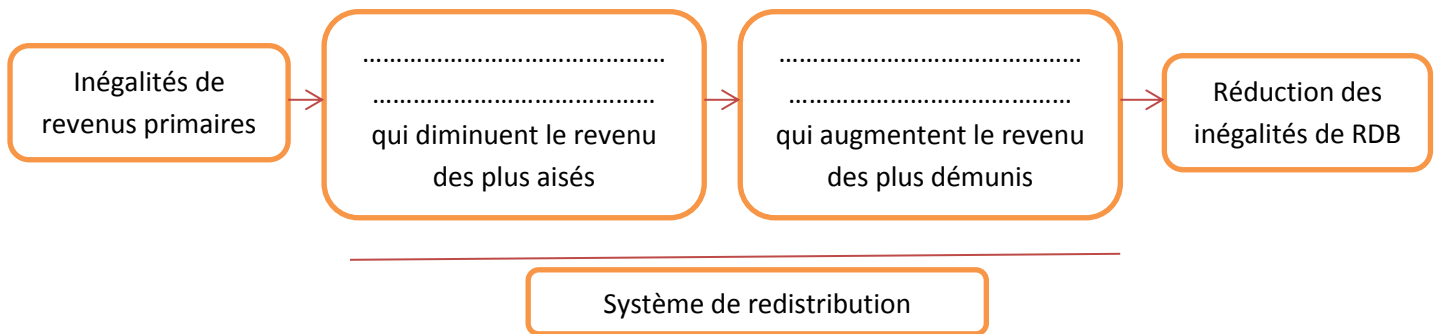 Inégalités de
revenus primaires
……………………………………
…………………………………
qui diminuent le revenu
des plus aisés
……………………………………
…………………………………
qui augmentent le revenu
des plus démunis
Réduction des
inégalités de RDB
Système de redistribution